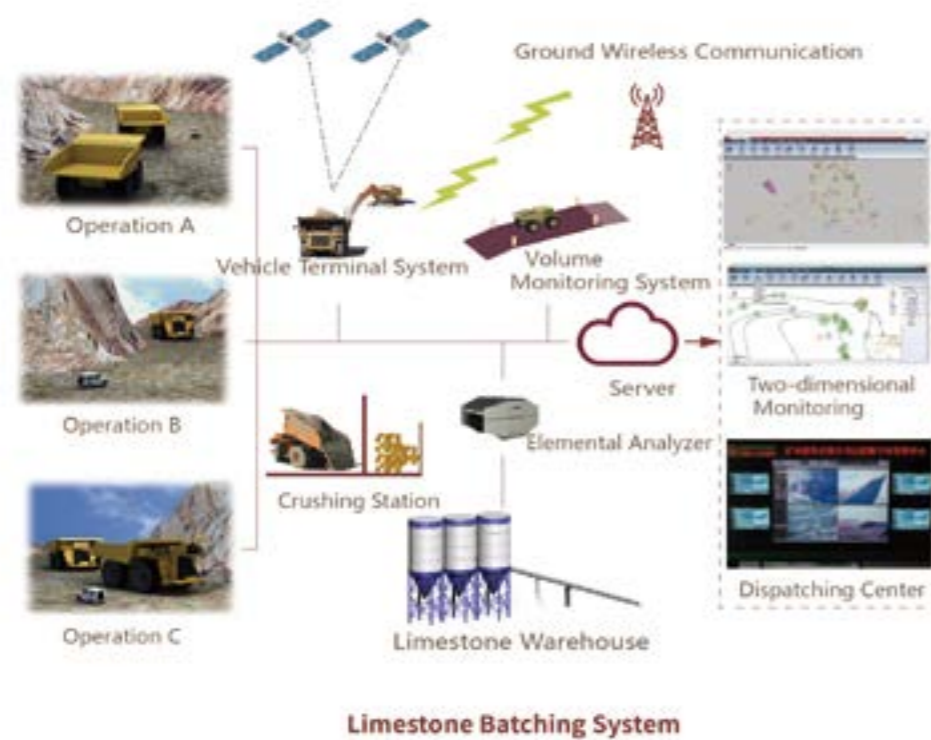 Ground Wireless Communication
Operation A
Vehicle Terminal System
Volume
Monitoring System
Operation B
Server
Two-dimensional
Monitoring
Elemental Analyzer
Crushing Station
Dispatching Center
Operation C
Limestone Warehouse
Limestone Batching System